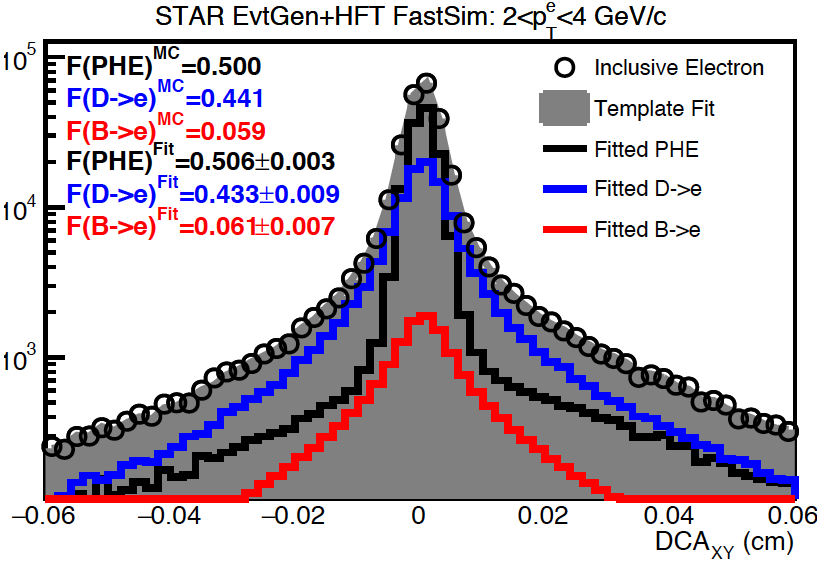 STAR EvtGen+HFT FastSim: 2<p_T^e<4 GeV/c
10^5
10^4
10^3
F(PHE)^MC=0.500
F(D->e)^MC=0.441
F(B->e)^MC=0.059
F(PHE)^Fit=0.506±0.003
F(D->e)^Fit=0.433±0.009
F(B->e)^Fit=0.061±0.007
Inclusive Electron
Template Fit
Fitted PHE
Fitted D->e
Fitted B->e
−0.06 −0.04 −0.02 0 0.02 0.04 0.06
DCA_XY (cm)